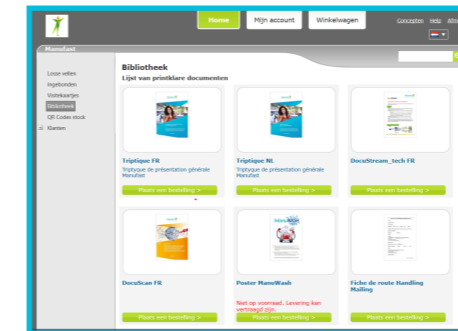 Home Mijn account Winkelwagen Concepten Help
Manufast
Losse vellen
Ingebonden
Visitekaartjes
Bibliotheek
QR Codes stock
Klanten
Bibliotheek
Lijst van printklare documenten
Triptique FR
Triptyque de présentation générale
Manufast
Plaats een bestelling >
Triptique NL
Triptyque de présentation générale
Manufast
Plaats een bestelling >
DocuStream_tech FR
Plaats een bestelling >
DocuScan FR
Plaats een bestelling >
Poster ManuWash
Niet op voorraad. Levering kan
vertraagd zijn.
Plaats een bestelling >
Fiche de route Handling
Mailing
Plaats een bestelling >